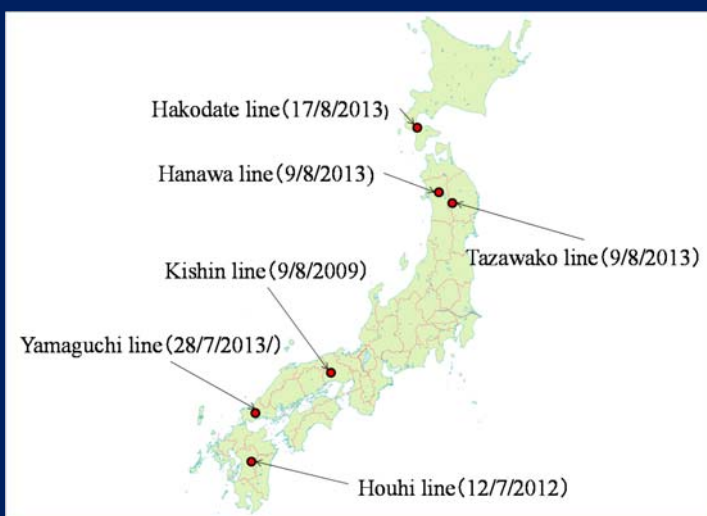 Hakodate line(17/8/2013)
Hanawa line(9/8/2013)
Tazawako line(9/8/2013)
Kishin line(9/8/2009)
Yamaguchi line(28/7/2013/)
Houhi line(12/7/2012)